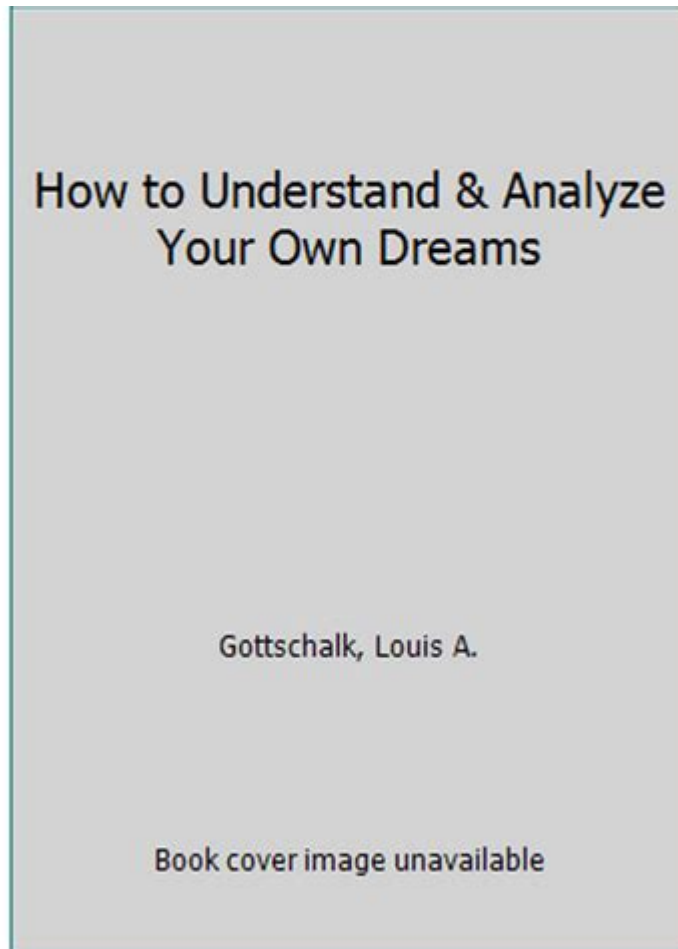 How to Understand & Analyze
Your Own Dreams
Gottschalk, Louis A.
Book cover image unavailable